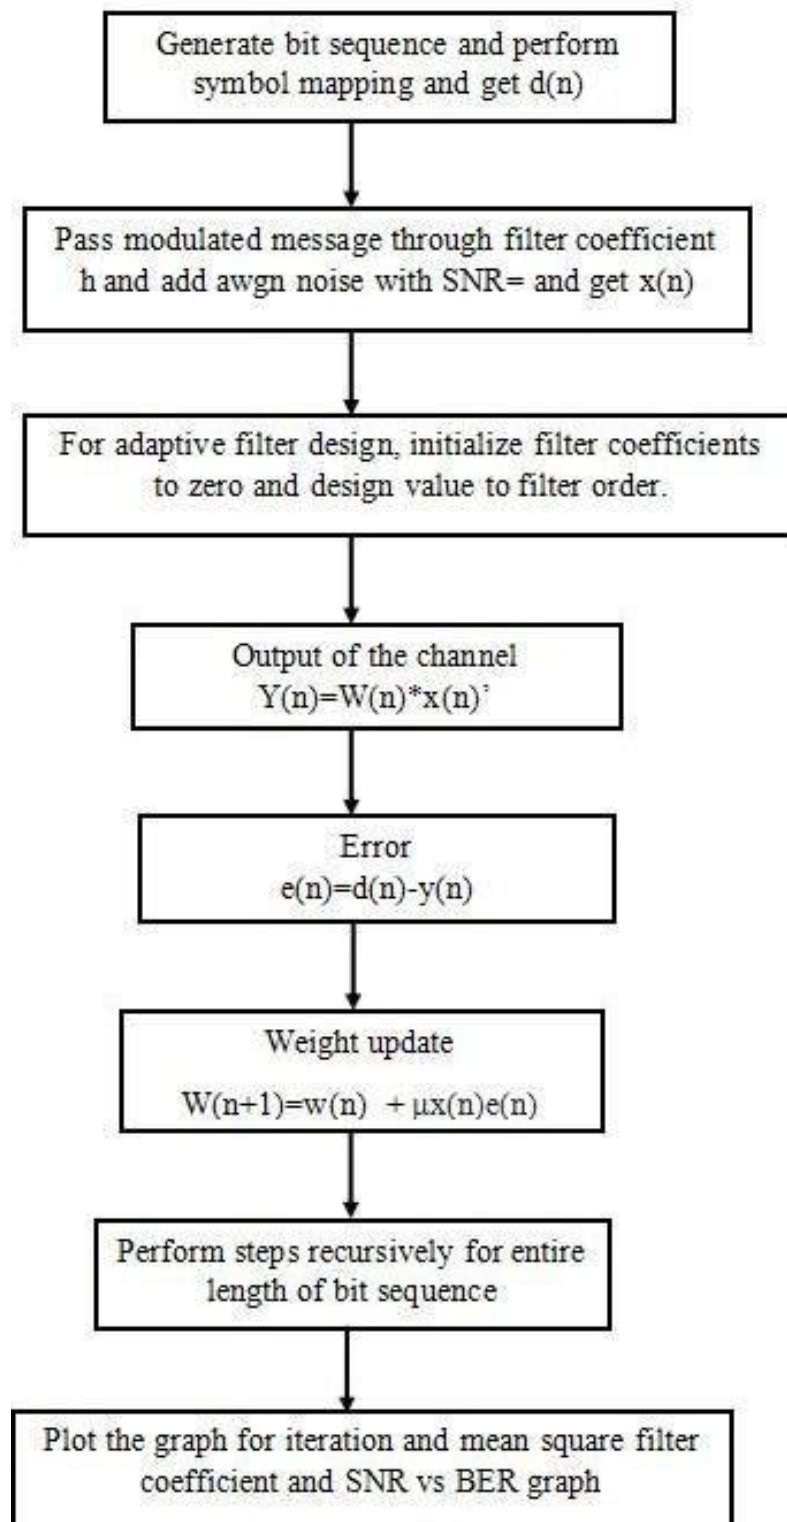 Generate bit sequence and perform
symbol mapping and get d(n)
Pass modulated message through filter coefficient
h and add awgn noise with SNR= and get x(n)
For adaptive filter design, initialize filter coefficients
to zero and design value to filter order.
Output of the channel
Y(n)=W(n)*x(n)'
Error
e(n)=d(n)-y(n)
Weight update
W(n+1)=w(n) + μx(n)e(n)
Perform steps recursively for entire
length of bit sequence
Plot the graph for iteration and mean square filter
coefficient and SNR vs BER graph